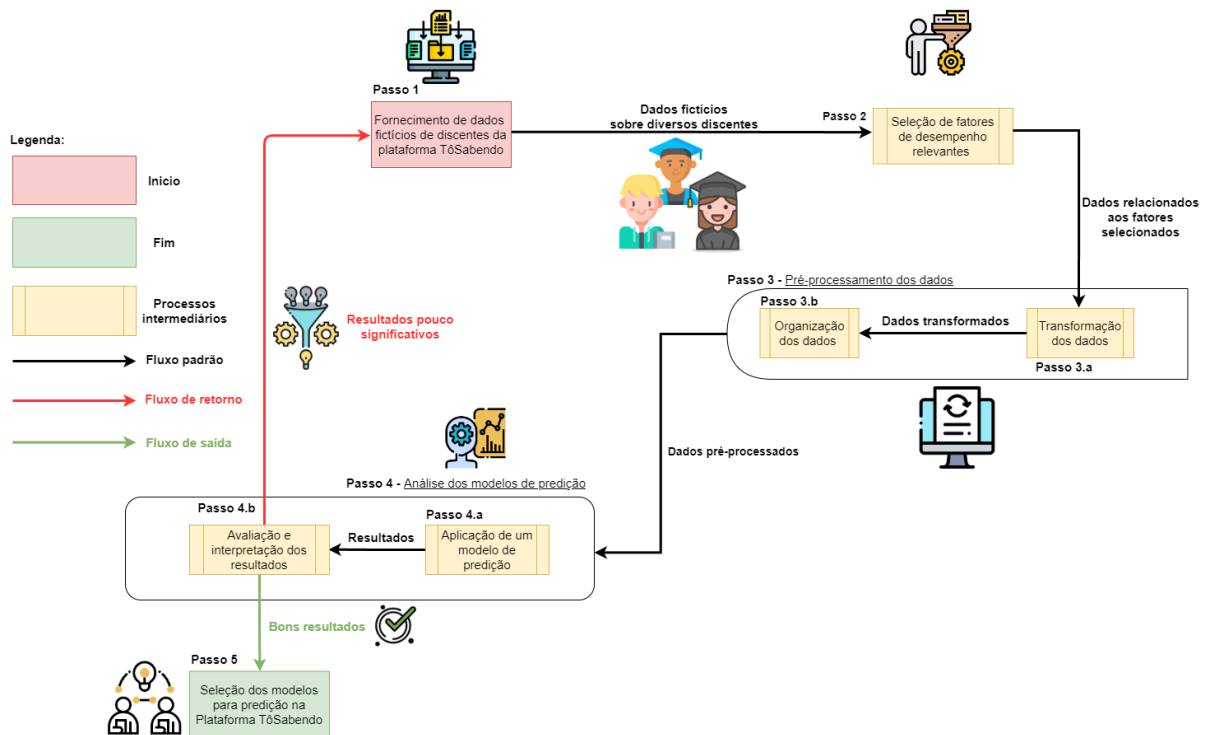 Passo 1
Fornecimento de dados
fictícios de discentes da
plataforma TôSabendo
Dados fictícios
sobre diversos discentes
Passo 2
Seleção de fatores
de desempenho
relevantes
Legenda:
Inicio
Fim
Processos
intermediários
Fluxo padrão
Fluxo de retorno
Fluxo de saída
Dados relacionados
aos fatores
selecionados
Passo 3 - Pré-processamento dos dados
Passo 3.b
Organização
dos dados
Dados transformados
Transformação
dos dados
Passo 3.a
Resultados pouco
significativos
Dados pré-processados
Passo 4 - Análise dos modelos de predição
Passo 4.b
Avaliação e
interpretação dos
resultados
Resultados
Passo 4.a
Aplicação de um
modelo de
predição
Bons resultados
Passo 5
Seleção dos modelos
para predição na
Plataforma TôSabendo